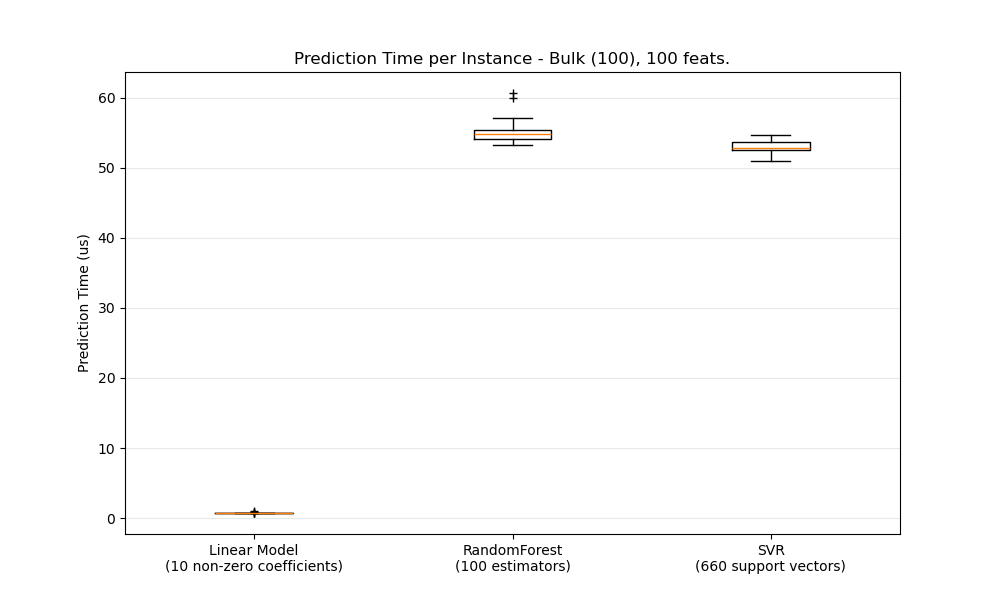 Prediction Time per Instance - Bulk (100), 100 feats.
Prediction Time (us)
60
50
40
30
20
10
0
Linear Model
(10 non-zero coefficients)
RandomForest
(100 estimators)
SVR
(660 support vectors)